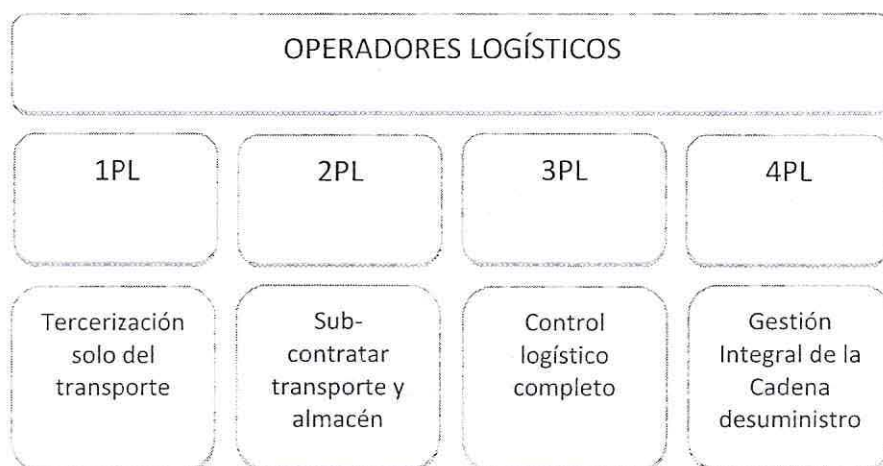 OPERADORES LOGÍSTICOS
1PL
2PL
3PL
4PL
Tercerización
solo del
transporte
Sub-
contratar
transporte y
almacén
Control
logístico
completo
Gestión
Integral de la
Cadena
desuministro